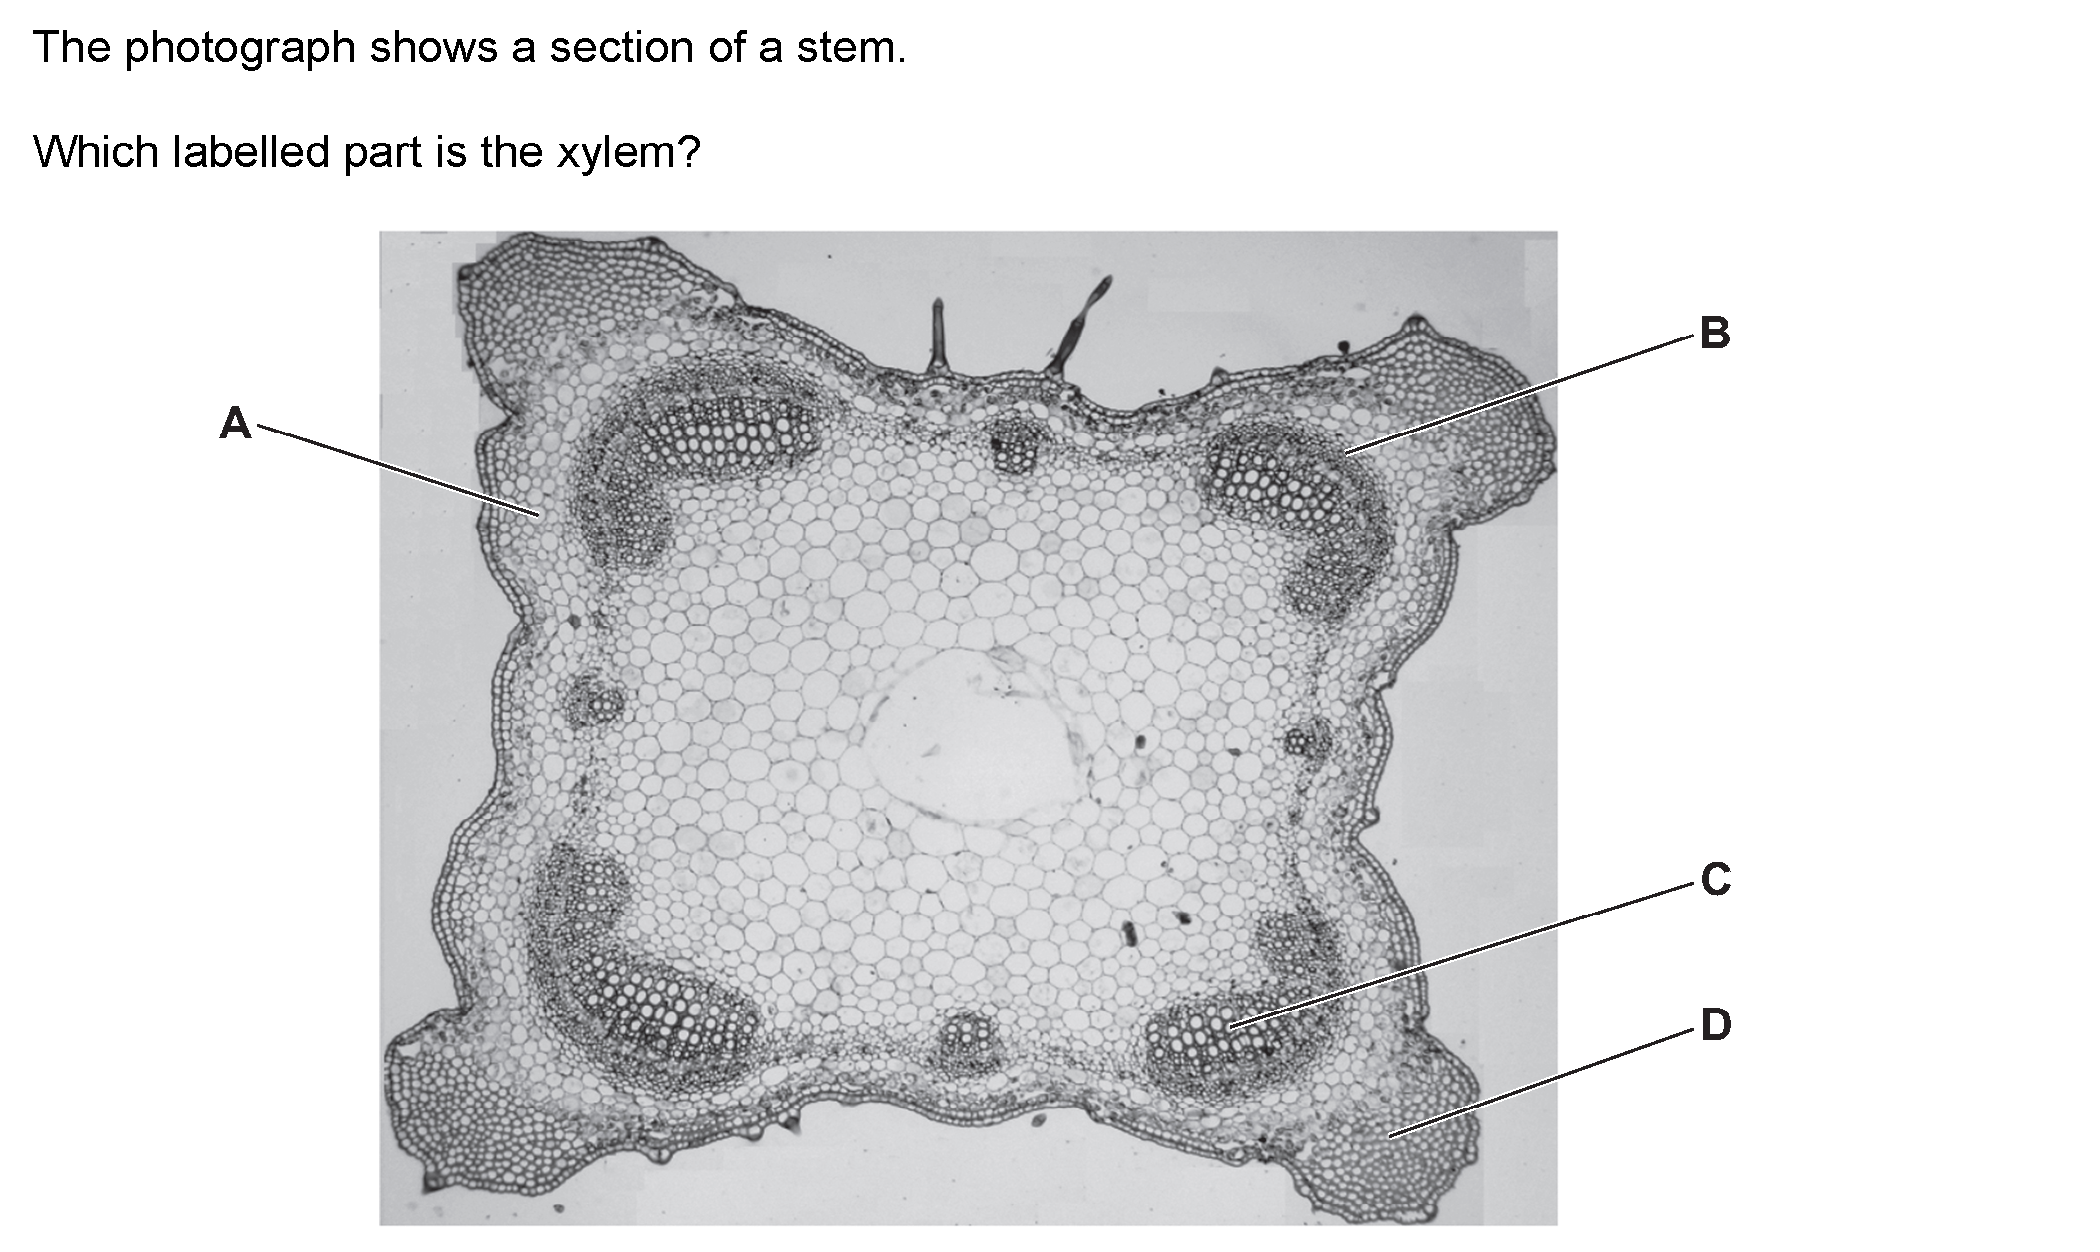 The photograph shows a section of a stem.
Which labelled part is the xylem?
B
A
C
D